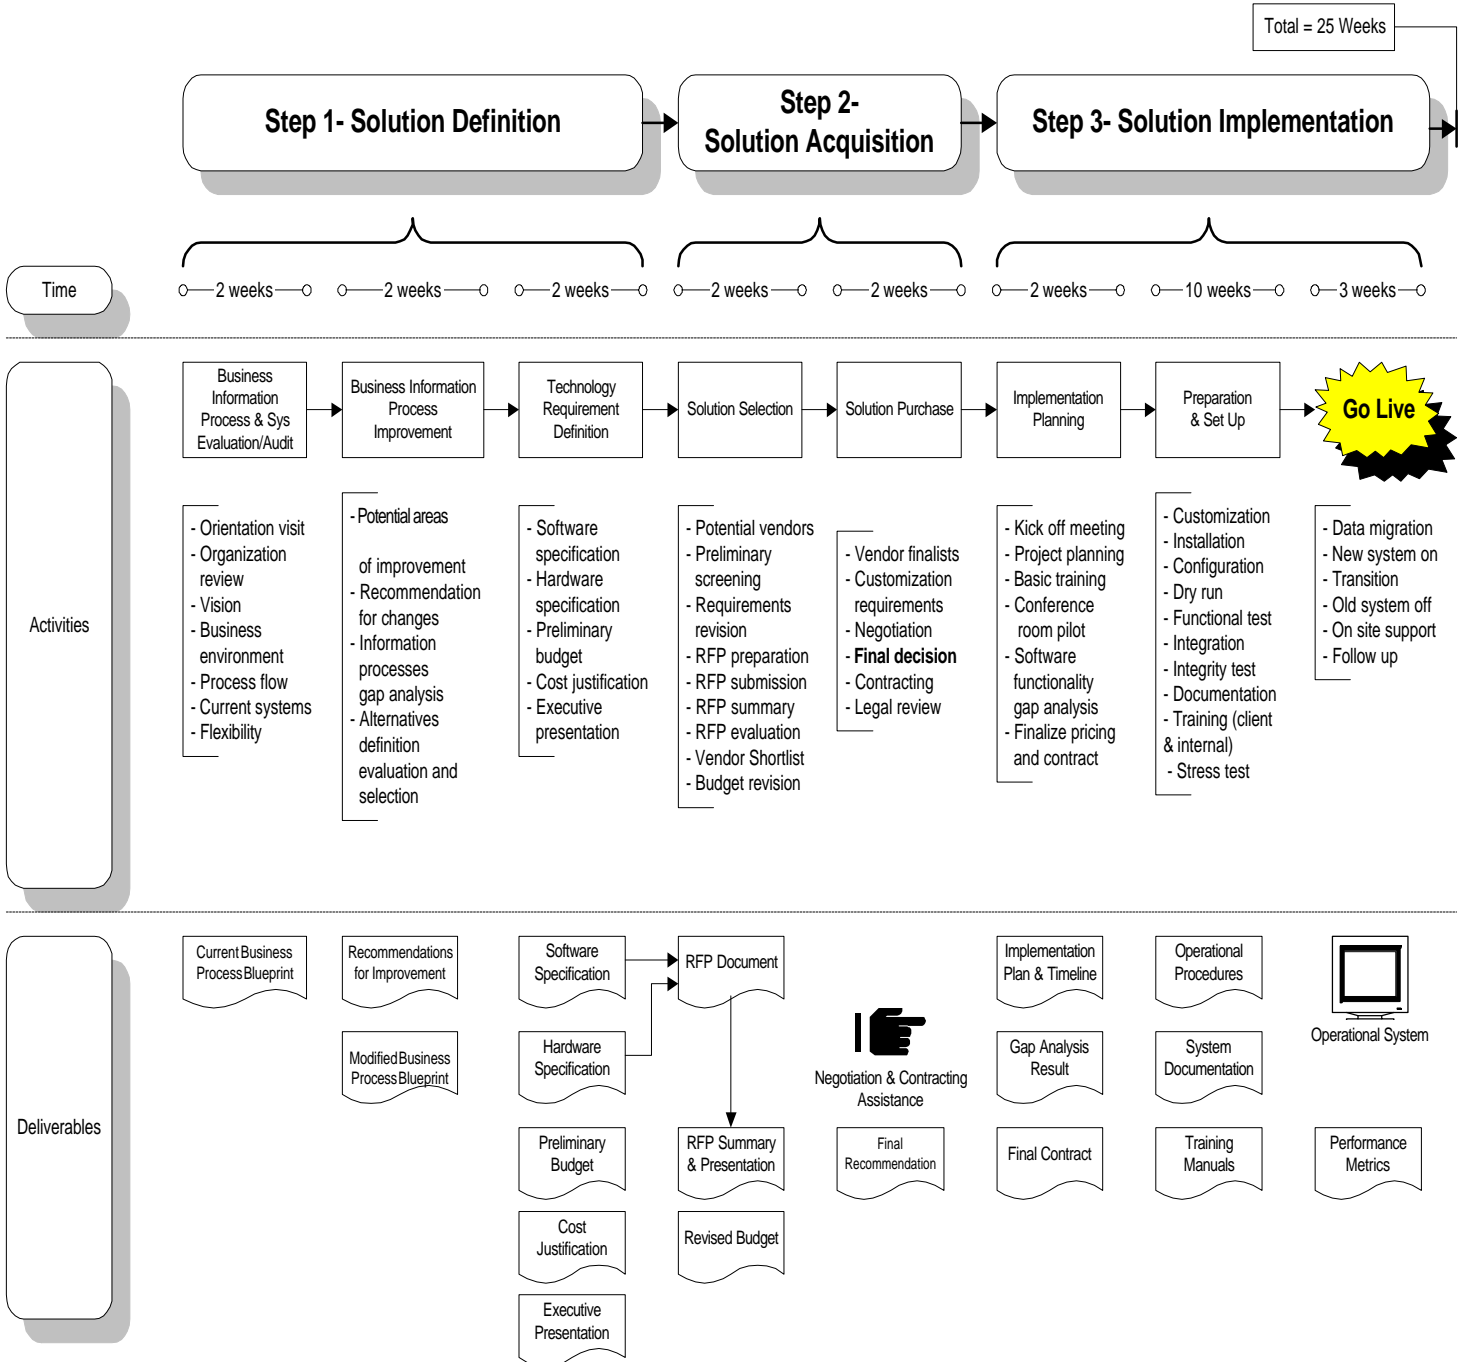 Total = 25 Weeks
Step 1- Solution Definition
Step 2-
Solution Acquisition
Step 3- Solution Implementation
Time
2 weeks
2 weeks
2 weeks
2 weeks
2 weeks
2 weeks
10 weeks
3 weeks
Activities
Business
Information
Process & Sys
Evaluation/Audit
Business Information
Process
Improvement
Technology
Requirement
Definition
Solution Selection
Solution Purchase
Implementation
Planning
Preparation
& Set Up
Go Live
- Orientation visit
- Organization
review
- Vision
- Business
environment
- Process flow
- Current systems
- Flexibility
- Potential areas
of improvement
- Recommendation
for changes
- Information
processes
gap analysis
- Alternatives
definition
evaluation and
selection
- Software
specification
- Hardware
specification
- Preliminary
budget
- Cost justification
- Executive
presentation
- Potential vendors
- Preliminary
screening
- Requirements
revision
- RFP preparation
- RFP submission
- RFP summary
- RFP evaluation
- Vendor Shortlist
- Budget revision
- Vendor finalists
- Customization
requirements
- Negotiation
- Final decision
- Contracting
- Legal review
- Kick off meeting
- Project planning
- Basic training
- Conference
room pilot
- Software
functionality
gap analysis
- Finalize pricing
and contract
- Customization
- Installation
- Configuration
- Dry run
- Functional test
- Integration
- Integrity test
- Documentation
- Training (client
& internal)
- Stress test
- Data migration
- New system on
- Transition
- Old system off
- On site support
- Follow up
Deliverables
Current Business
Process Blueprint
Recommendations
for Improvement
Modified Business
Process Blueprint
Software
Specification
Hardware
Specification
Preliminary
Budget
Cost
Justification
Executive
Presentation
RFP Document
RFP Summary
& Presentation
Revised Budget
Negotiation & Contracting
Assistance
Final
Recommendation
Implementation
Plan & Timeline
Gap Analysis
Result
Final Contract
Operational
Procedures
System
Documentation
Training
Manuals
Operational System
Performance
Metrics